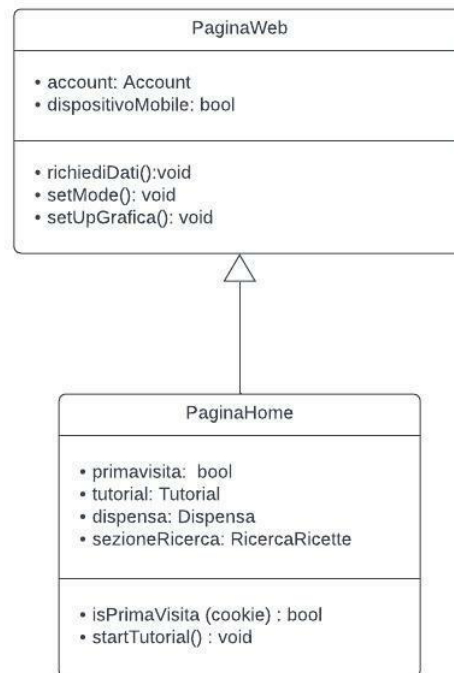 PaginaWeb
• account: Account
• dispositivoMobile: bool
• richiediDati():void
• setMode(): void
• setUpGrafica(): void
PaginaHome
• primavisita: bool
• tutorial: Tutorial
• dispensa: Dispensa
• sezioneRicerca: RicercaRicette
• isPrimaVisita (cookie) : bool
• startTutorial() : void